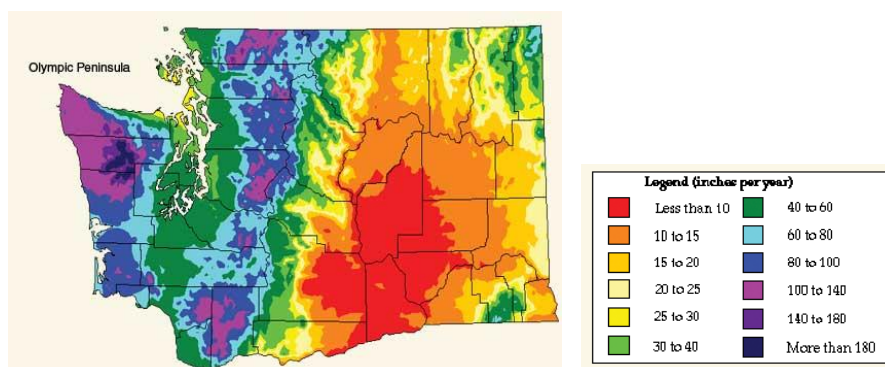 Olympic Peninsula
Legend (inches per year)
Less than 10
40 to 60
10 to 15
60 to 80
15 to 20
80 to 100
20 to 25
100 to 140
25 to 30
140 to 180
30 to 40
More than 180